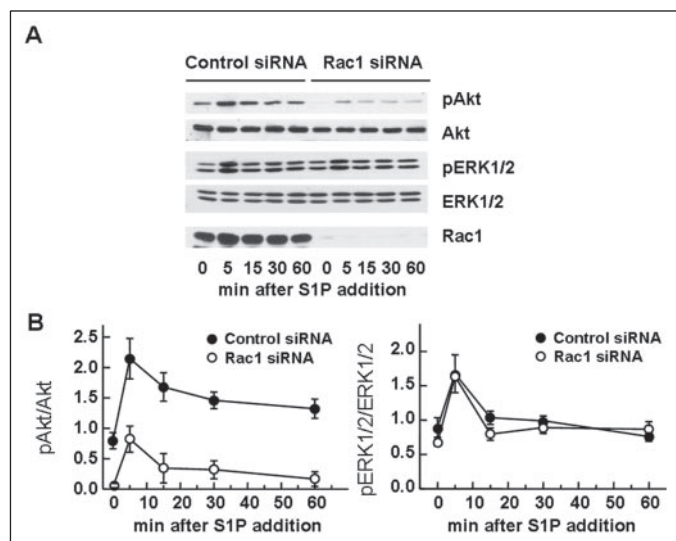 A
Control siRNA Rac1 siRNA
pAkt
Akt
pERK1/2
ERK1/2
Rac1
0 5 15 30 60 0 5 15 30 60
min after S1P addition
B
2.5
2.0
1.5
1.0
0.5
0.0
pAkt/Akt
Control siRNA
Rac1 siRNA
0 10 20 30 40 50 60
min after S1P addition
2.0
1.5
1.0
0.5
0.0
pERK1/2/ERK1/2
Control siRNA
Rac1 siRNA
0 10 20 30 40 50 60
min after S1P addition